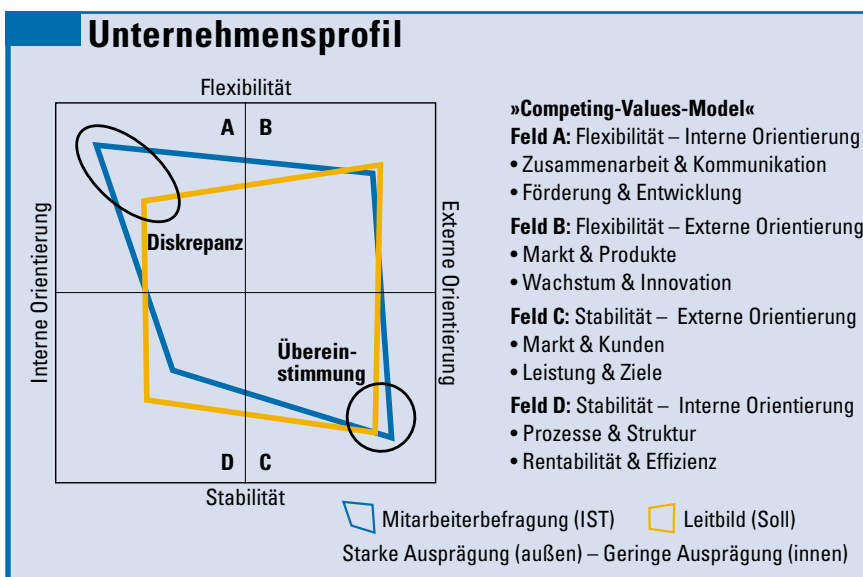 Unternehmensprofil
Flexibilität
A B
Diskrepanz
Interne Orientierung
Externe Orientierung
Überein-
stimmung
D C
Stabilität
»Competing-Values-Model«
Feld A: Flexibilität – Interne Orientierung
• Zusammenarbeit & Kommunikation
• Förderung & Entwicklung
Feld B: Flexibilität – Externe Orientierung
• Markt & Produkte
• Wachstum & Innovation
Feld C: Stabilität – Externe Orientierung
• Markt & Kunden
• Leistung & Ziele
Feld D: Stabilität – Interne Orientierung
• Prozesse & Struktur
• Rentabilität & Effizienz
Mitarbeiterbefragung (IST) Leitbild (Soll)
Starke Ausprägung (außen) – Geringe Ausprägung (innen)